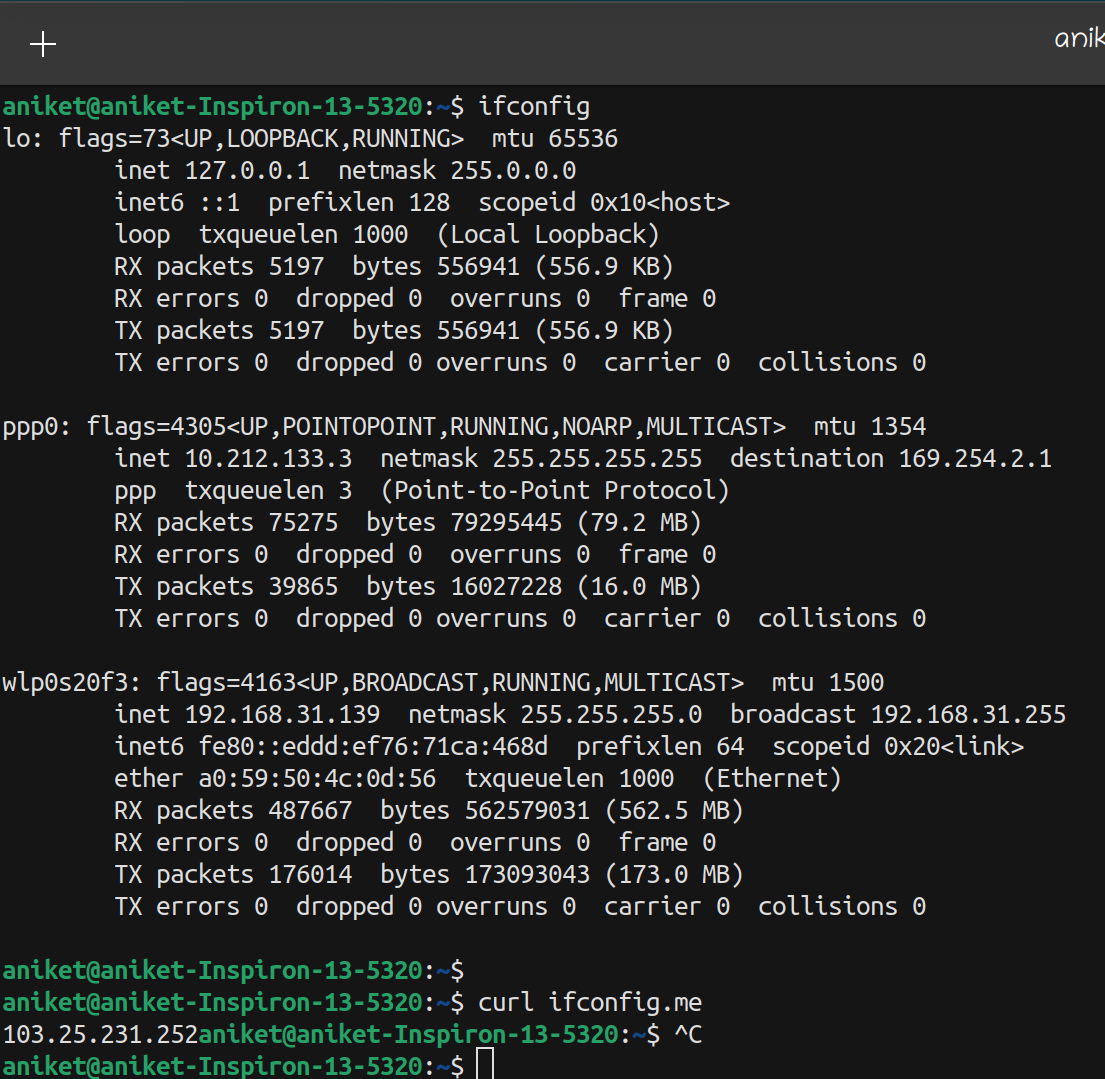 +
anik
aniket@aniket-Inspiron-13-5320:~$ ifconfig
lo: flags=73<UP,LOOPBACK,RUNNING>  mtu 65536
        inet 127.0.0.1  netmask 255.0.0.0
        inet6 ::1  prefixlen 128  scopeid 0x10<host>
        loop  txqueuelen 1000  (Local Loopback)
        RX packets 5197  bytes 556941 (556.9 KB)
        RX errors 0  dropped 0  overruns 0  frame 0
        TX packets 5197  bytes 556941 (556.9 KB)
        TX errors 0  dropped 0 overruns 0  carrier 0  collisions 0

ppp0: flags=4305<UP,POINTOPOINT,RUNNING,NOARP,MULTICAST>  mtu 1354
        inet 10.212.133.3  netmask 255.255.255.255  destination 169.254.2.1
        ppp  txqueuelen 3  (Point-to-Point Protocol)
        RX packets 75275  bytes 79295445 (79.2 MB)
        RX errors 0  dropped 0  overruns 0  frame 0
        TX packets 39865  bytes 16027228 (16.0 MB)
        TX errors 0  dropped 0 overruns 0  carrier 0  collisions 0

wlp0s20f3: flags=4163<UP,BROADCAST,RUNNING,MULTICAST>  mtu 1500
        inet 192.168.31.139  netmask 255.255.255.0  broadcast 192.168.31.255
        inet6 fe80::eddd:ef76:71ca:468d  prefixlen 64  scopeid 0x20<link>
        ether a0:59:50:4c:0d:56  txqueuelen 1000  (Ethernet)
        RX packets 487667  bytes 562579031 (562.5 MB)
        RX errors 0  dropped 0  overruns 0  frame 0
        TX packets 176014  bytes 173093043 (173.0 MB)
        TX errors 0  dropped 0 overruns 0  carrier 0  collisions 0

aniket@aniket-Inspiron-13-5320:~$
aniket@aniket-Inspiron-13-5320:~$ curl ifconfig.me
103.25.231.252aniket@aniket-Inspiron-13-5320:~$ ^C
aniket@aniket-Inspiron-13-5320:~$